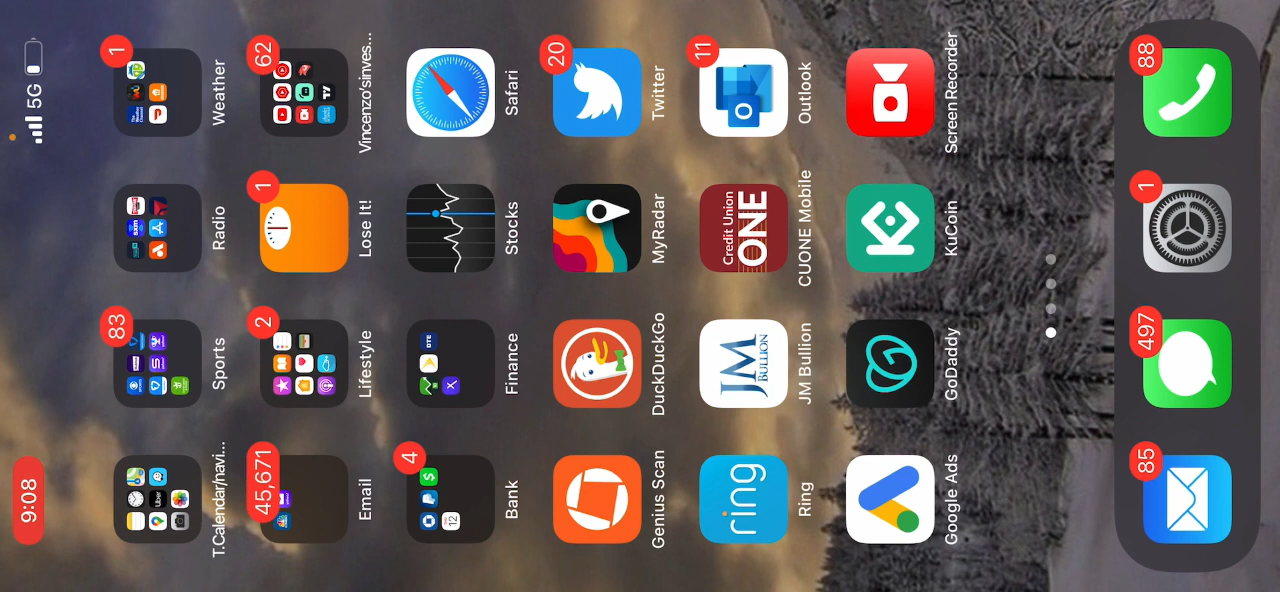 9:08
5G
1
83
T.Calendar/navi...
Sports
Radio
Weather
45,671
2
1
62
Email
Lifestyle
Lose It!
Vincenzo'sinves...
4
12
DTE
Bank
Finance
Stocks
Safari
20
Genius Scan
DuckDuckGo
MyRadar
Twitter
11
ring
JM
BULLION
Credit Union
ONE
Ring
JM Bullion
CUONE Mobile
Outlook
Google Ads
GoDaddy
KuCoin
Screen Recorder
85
497
1
88